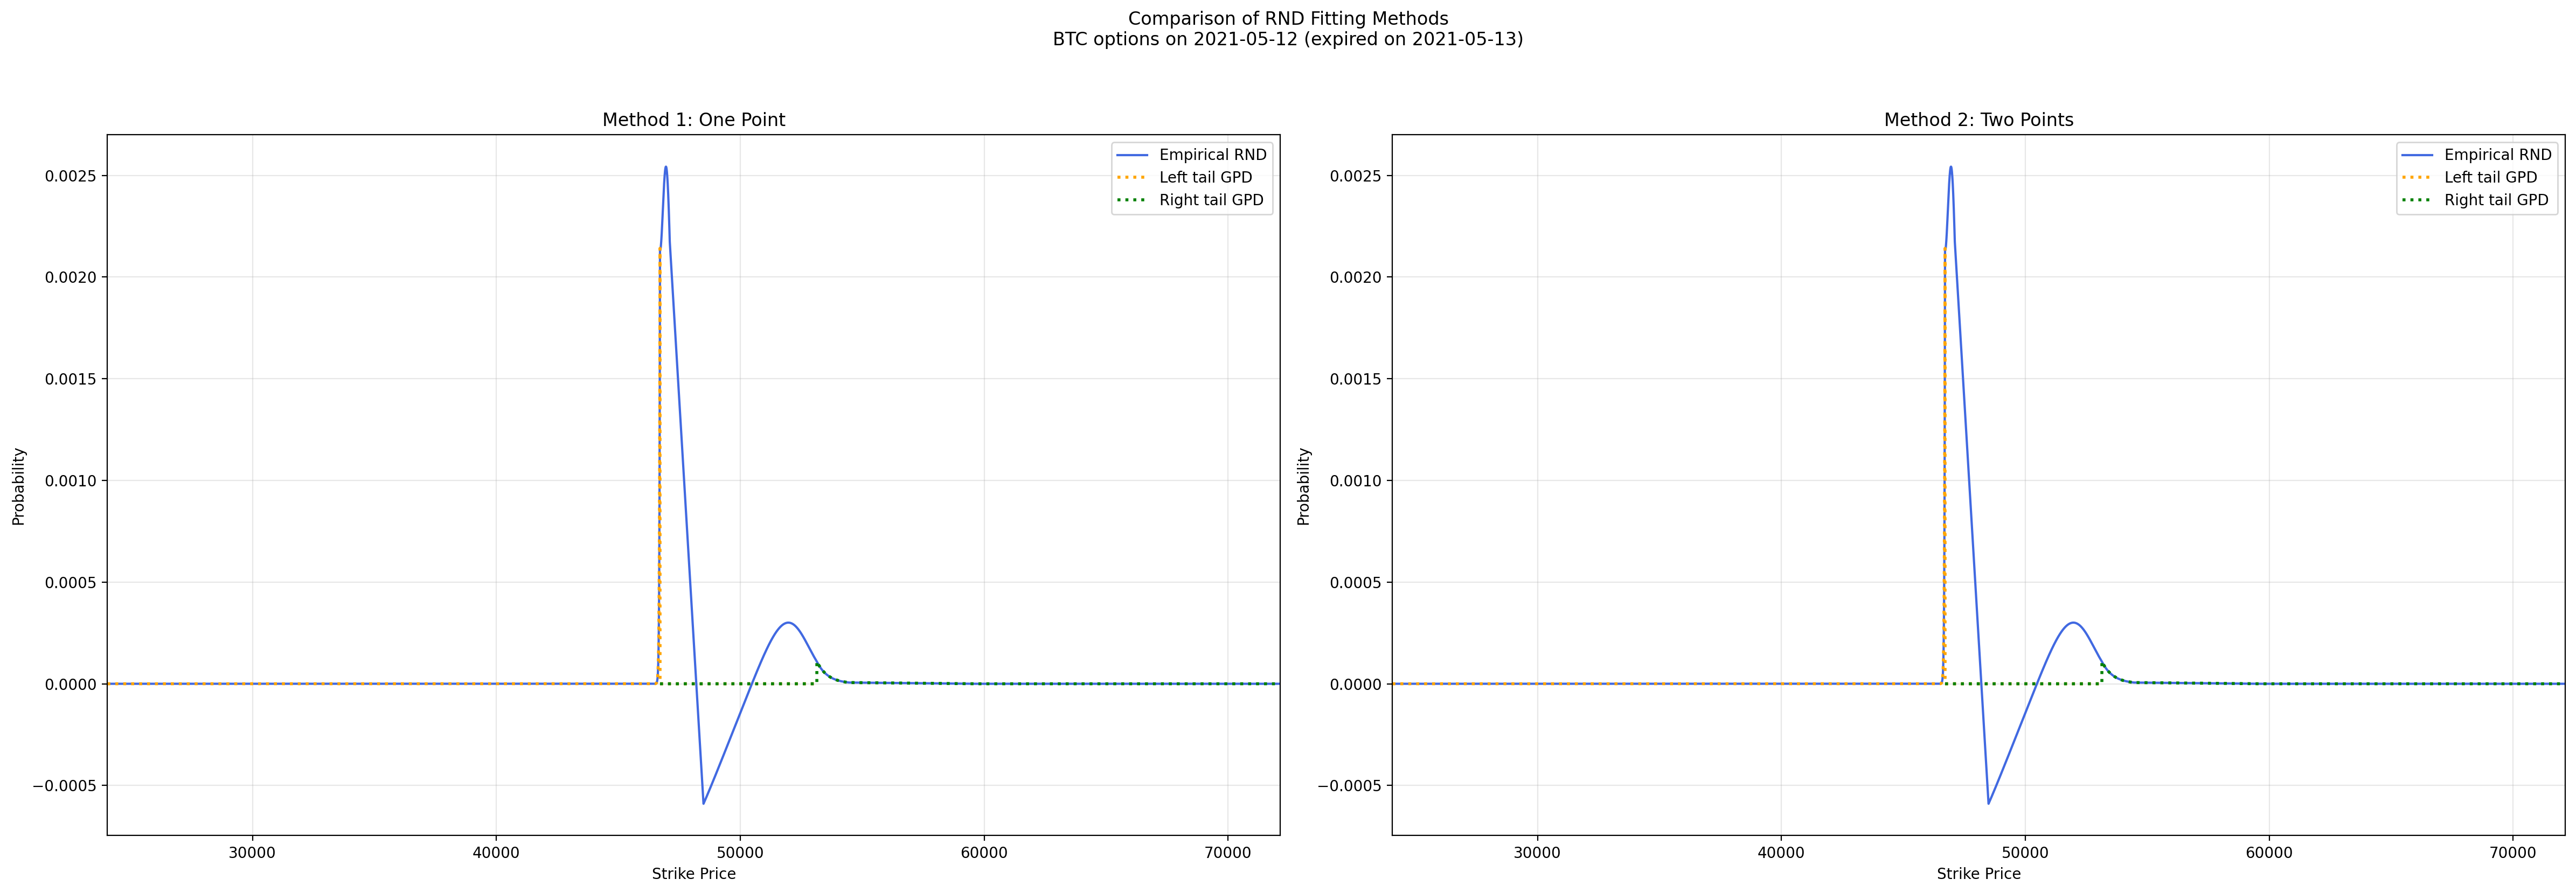 Comparison of RND Fitting Methods
BTC options on 2021-05-12 (expired on 2021-05-13)
Method 1: One Point
Probability
0.0025
0.0020
0.0015
0.0010
0.0005
0.0000
−0.0005
30000 40000 50000 60000 70000
Strike Price
Empirical RND
Left tail GPD
Right tail GPD
Method 2: Two Points
Probability
0.0025
0.0020
0.0015
0.0010
0.0005
0.0000
−0.0005
30000 40000 50000 60000 70000
Strike Price
Empirical RND
Left tail GPD
Right tail GPD